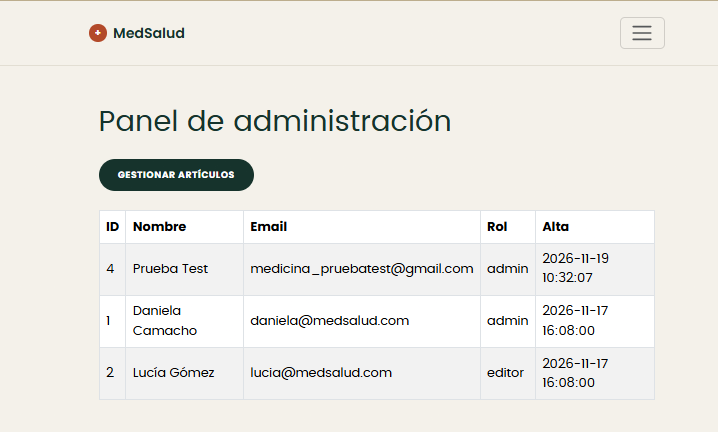 + MedSalud
Panel de administración
GESTIONAR ARTÍCULOS
ID Nombre Email Rol Alta
4 Prueba Test medicina_pruebatest@gmail.com admin 2026-11-19 10:32:07
1 Daniela Camacho daniela@medsalud.com admin 2026-11-17 16:08:00
2 Lucía Gómez lucia@medsalud.com editor 2026-11-17 16:08:00